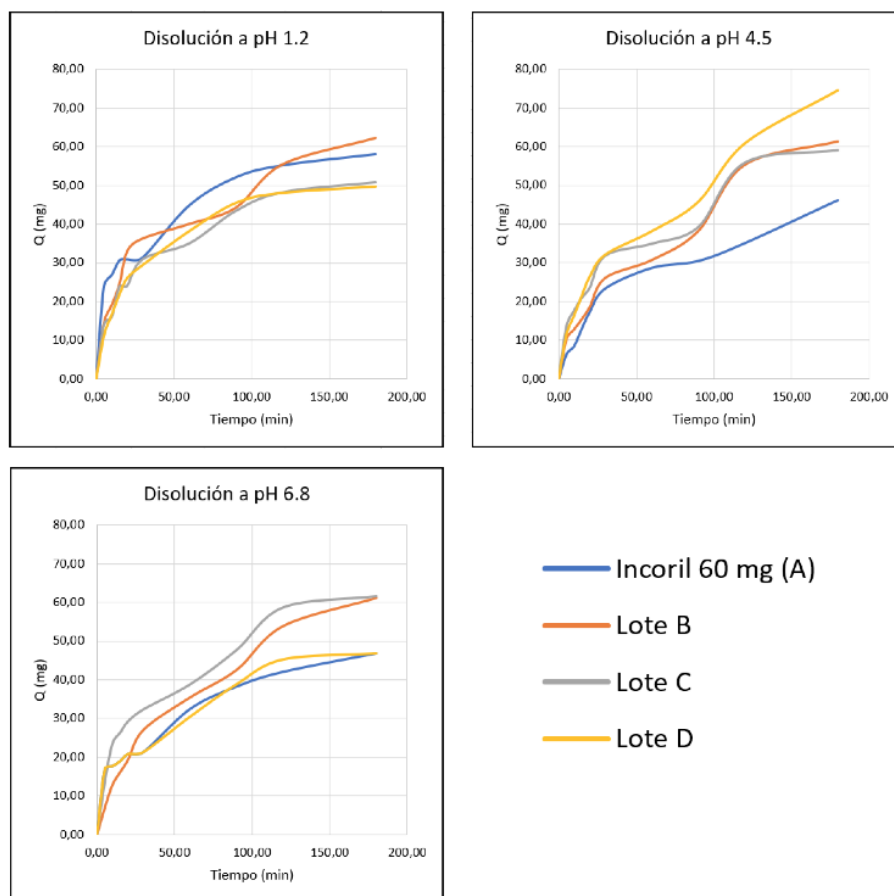 Disolución a pH 1.2
80,00
70,00
60,00
50,00
40,00
30,00
20,00
10,00
0,00
Q (mg)
0,00 50,00 100,00 150,00 200,00
Tiempo (min)
Disolución a pH 4.5
80,00
70,00
60,00
50,00
40,00
30,00
20,00
10,00
0,00
Q (mg)
0,00 50,00 100,00 150,00 200,00
Tiempo (min)
Disolución a pH 6.8
80,00
70,00
60,00
50,00
40,00
30,00
20,00
10,00
0,00
Q (mg)
0,00 50,00 100,00 150,00 200,00
Tiempo (min)
Incoril 60 mg (A)
Lote B
Lote C
Lote D